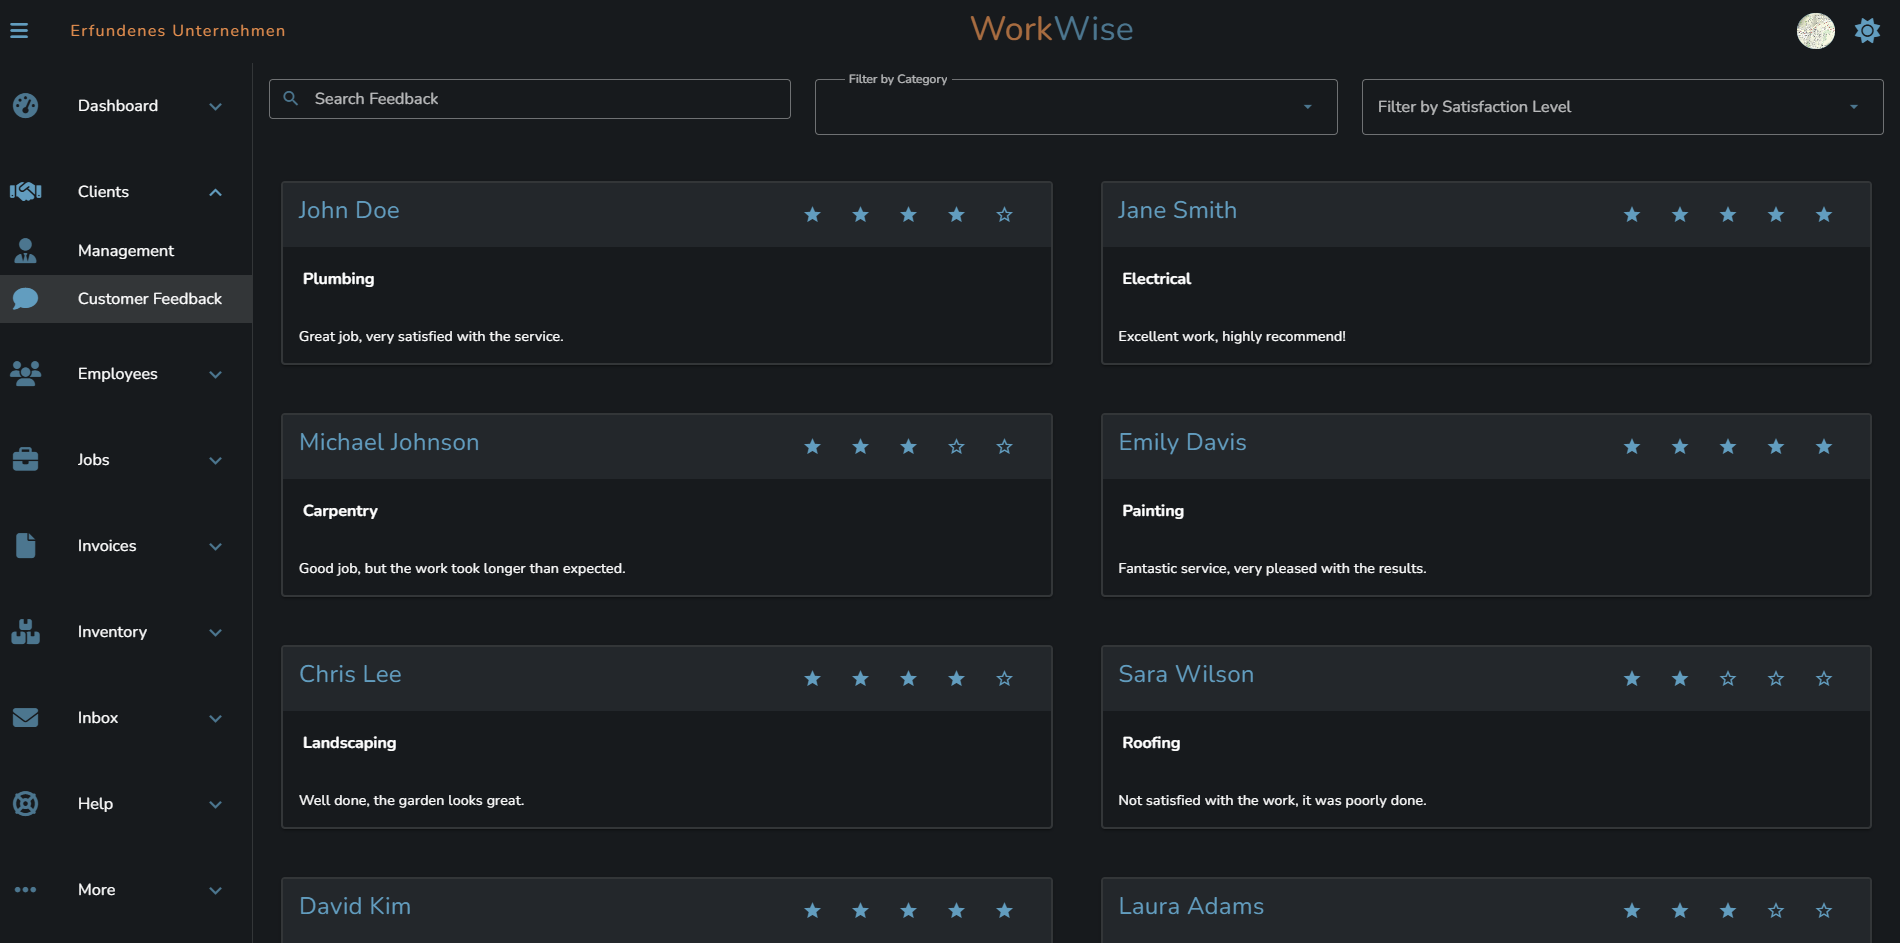 Erfundenes Unternehmen
WorkWise
Dashboard
Clients
Management
Customer Feedback
Employees
Jobs
Invoices
Inventory
Inbox
Help
More
Search Feedback
Filter by Category
Filter by Satisfaction Level
John Doe
Plumbing
Great job, very satisfied with the service.
Jane Smith
Electrical
Excellent work, highly recommend!
Michael Johnson
Carpentry
Good job, but the work took longer than expected.
Emily Davis
Painting
Fantastic service, very pleased with the results.
Chris Lee
Landscaping
Well done, the garden looks great.
Sara Wilson
Roofing
Not satisfied with the work, it was poorly done.
David Kim
Laura Adams